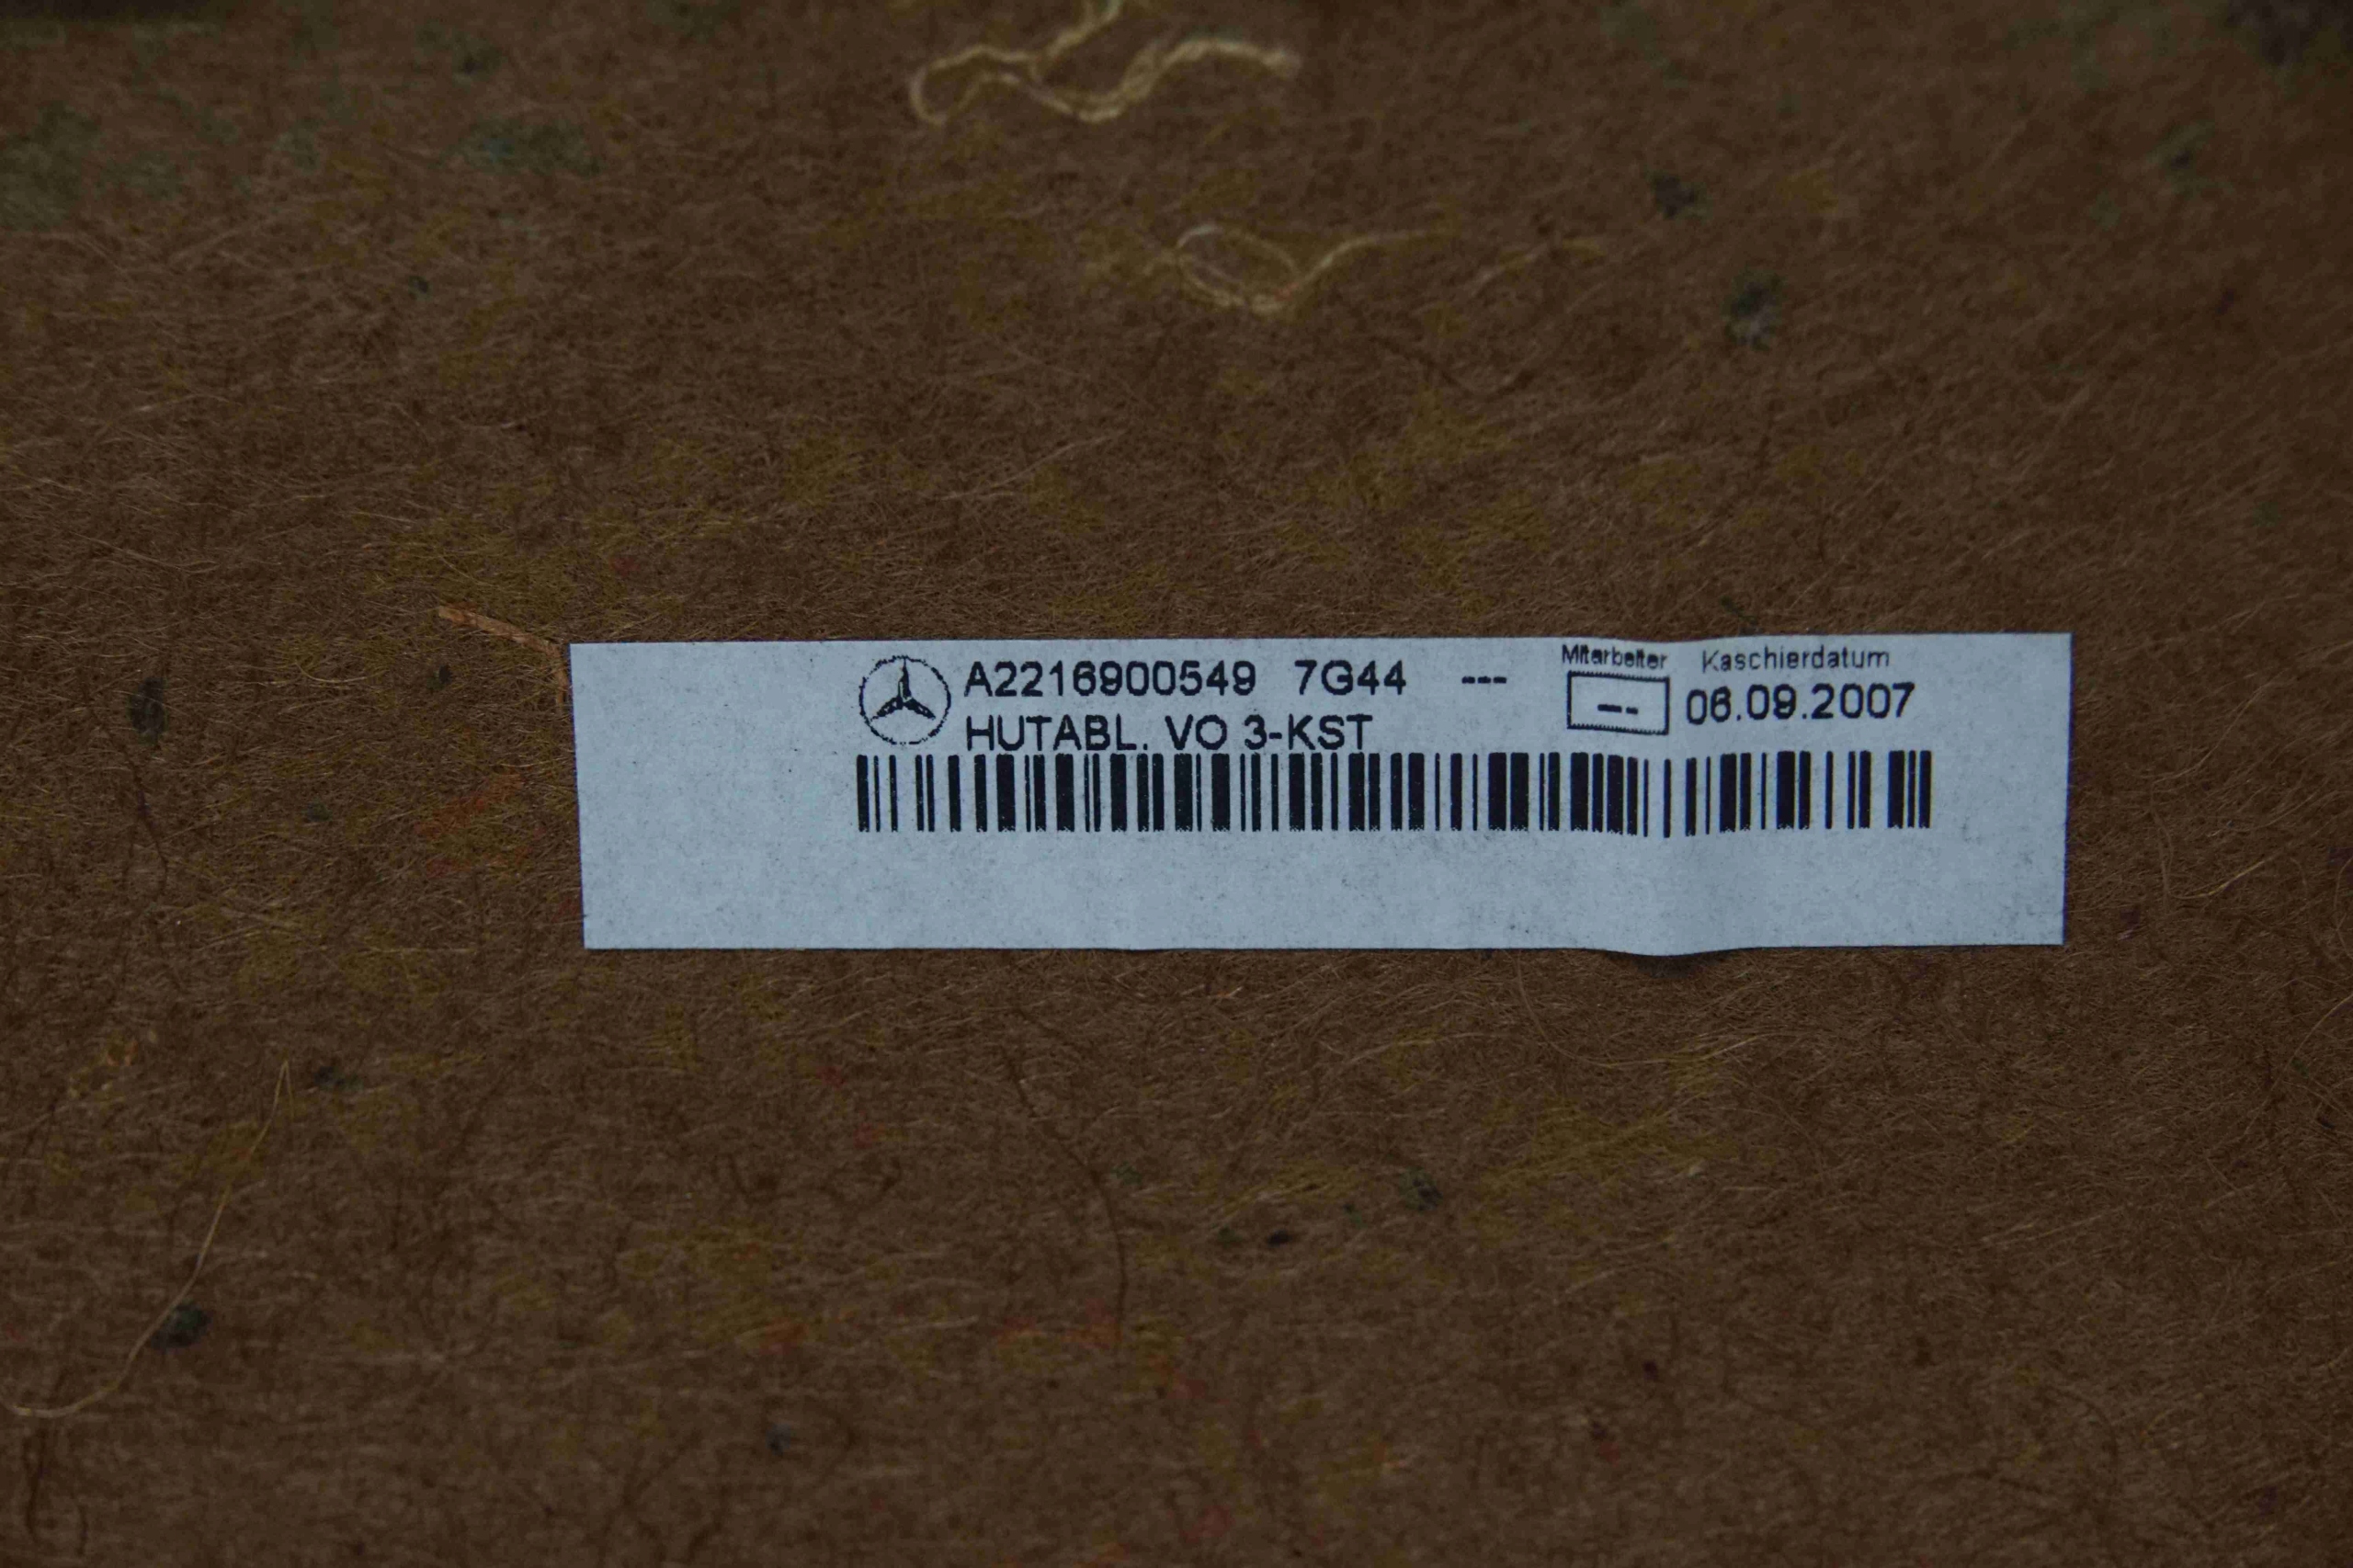 A2216900549 7G44 ---
HUTABL. VO 3-KST
Mitarbeiter Kaschierdatum
--- 06.09.2007